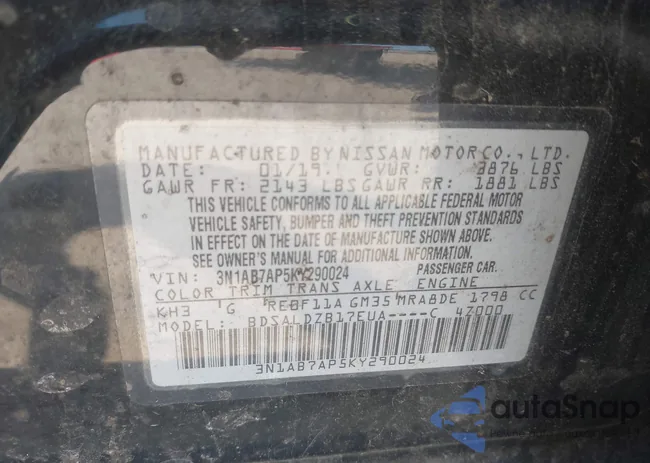 MANUFACTURED BY NISSAN MOTOR CO., LTD.
DATE: 01/19 GVWR: 3876 LBS
GAWR FR: 2143 LBS GAWR RR: 1881 LBS
THIS VEHICLE CONFORMS TO ALL APPLICABLE FEDERAL MOTOR
VEHICLE SAFETY, BUMPER AND THEFT PREVENTION STANDARDS
IN EFFECT ON THE DATE OF MANUFACTURE SHOWN ABOVE.
SEE OWNER'S MANUAL FOR ADDITIONAL INFORMATION.
VIN: 3N1AB7AP5KY290024 PASSENGER CAR.
COLOR TRIM TRANS AXLE ENGINE
KH3 G RE0F11A GM35 MRA8DE 1798 CC
MODEL: BDSALDZB17EUA----C 4Z000
3N1AB7AP5KY290024
autoSnap